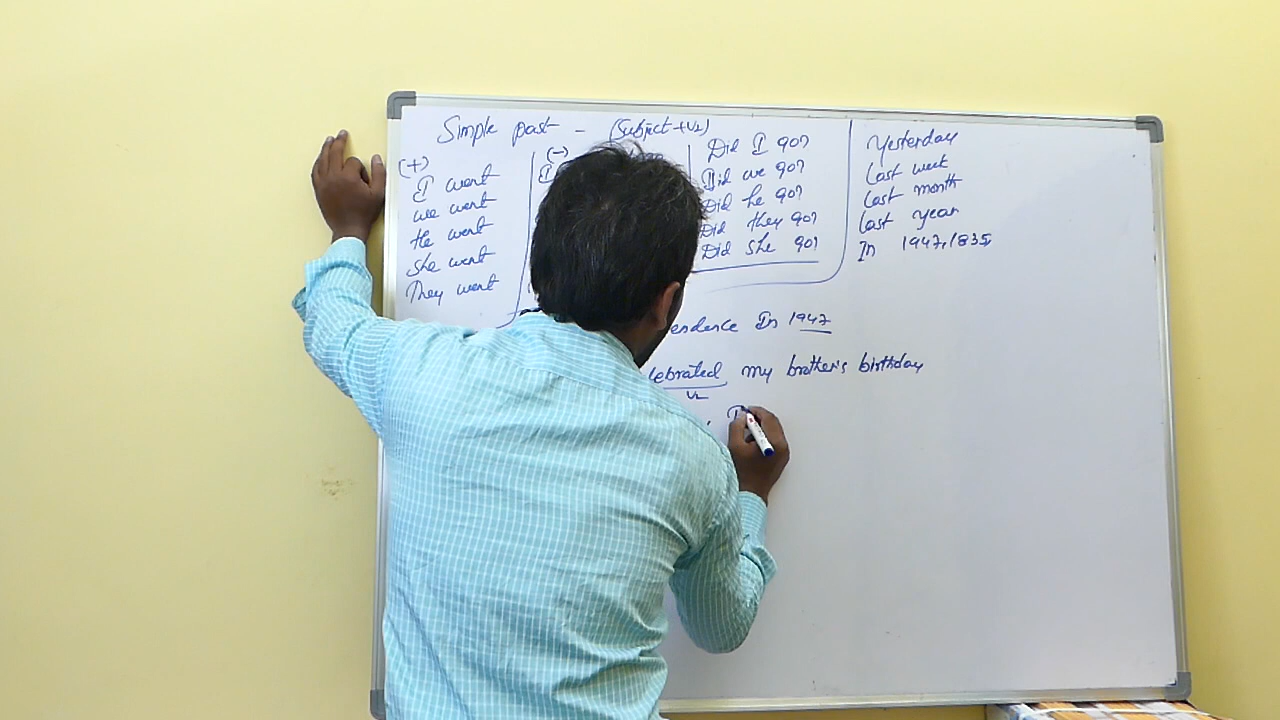 Simple past - (Subject + V2)
(+)
I went
we went
He went
She went
They went
(-)
I
Did I go?
Did we go?
Did he go?
Did they go?
Did she go?
Yesterday
Last week
Last month
last year
In 1947, 1835,
endence In 1947
lebrated my brother's birthday
V2
I